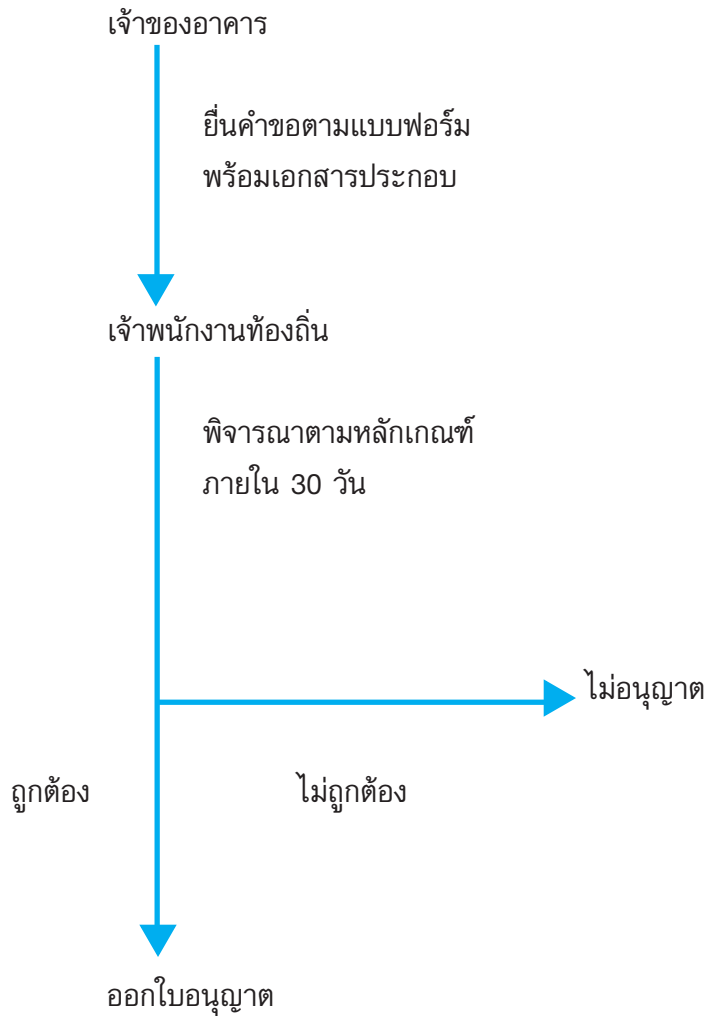 เจ้าของอาคาร
ยื่นคำขอตามแบบฟอร์ม
พร้อมเอกสารประกอบ
เจ้าพนักงานท้องถิ่น
พิจารณาตามหลักเกณฑ์
ภายใน 30 วัน
ไม่อนุญาต
ถูกต้อง
ไม่ถูกต้อง
ออกใบอนุญาต